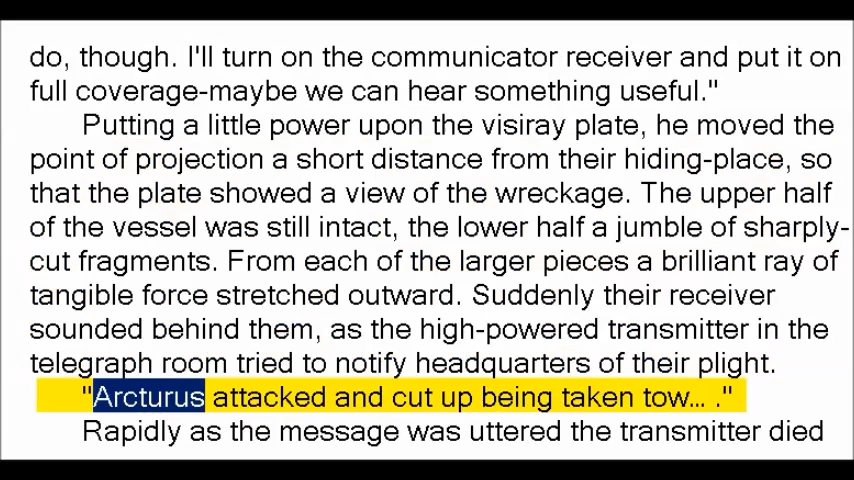 do, though. I'll turn on the communicator receiver and put it on
full coverage-maybe we can hear something useful."
Putting a little power upon the visiray plate, he moved the
point of projection a short distance from their hiding-place, so
that the plate showed a view of the wreckage. The upper half
of the vessel was still intact, the lower half a jumble of sharply-
cut fragments. From each of the larger pieces a brilliant ray of
tangible force stretched outward. Suddenly their receiver
sounded behind them, as the high-powered transmitter in the
telegraph room tried to notify headquarters of their plight.
"Arcturus attacked and cut up being taken tow... ."
Rapidly as the message was uttered the transmitter died